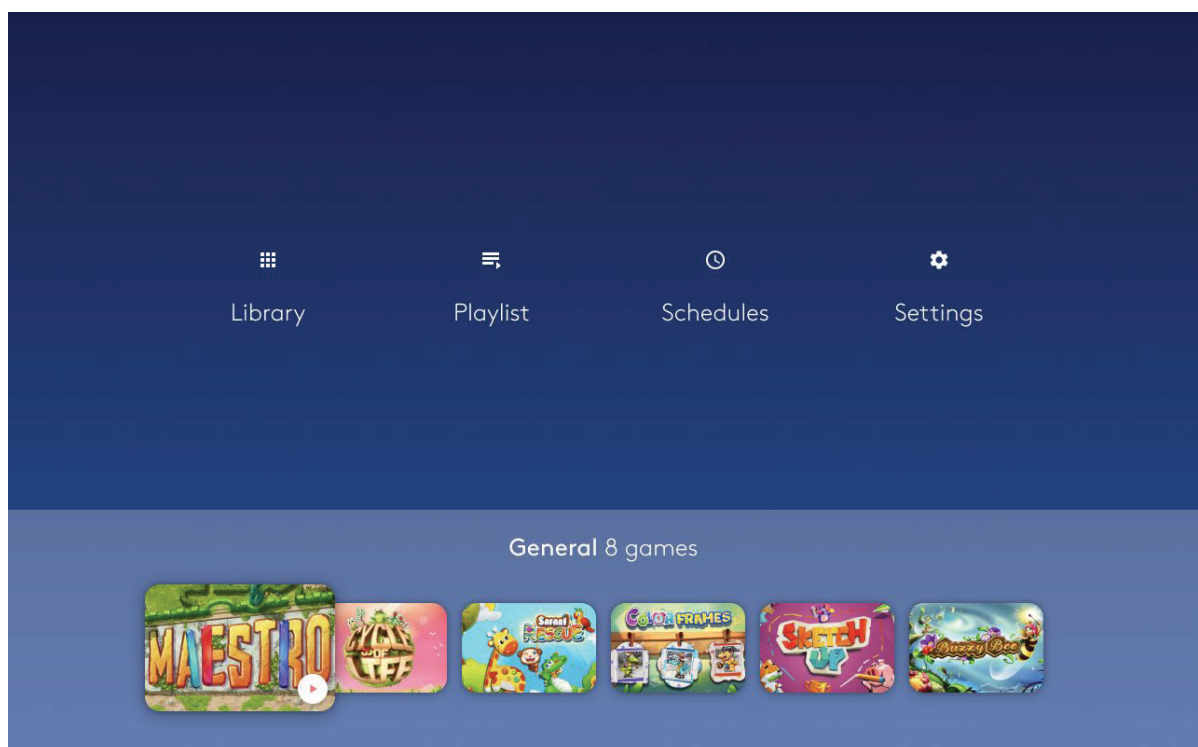 Library
Playlist
Schedules
Settings
General 8 games
MAESTRO
CYCLE
OF
LIFE
Safari
RESCUE
COLOR FRAMES
SKETCH
UP
Buzzy Bee